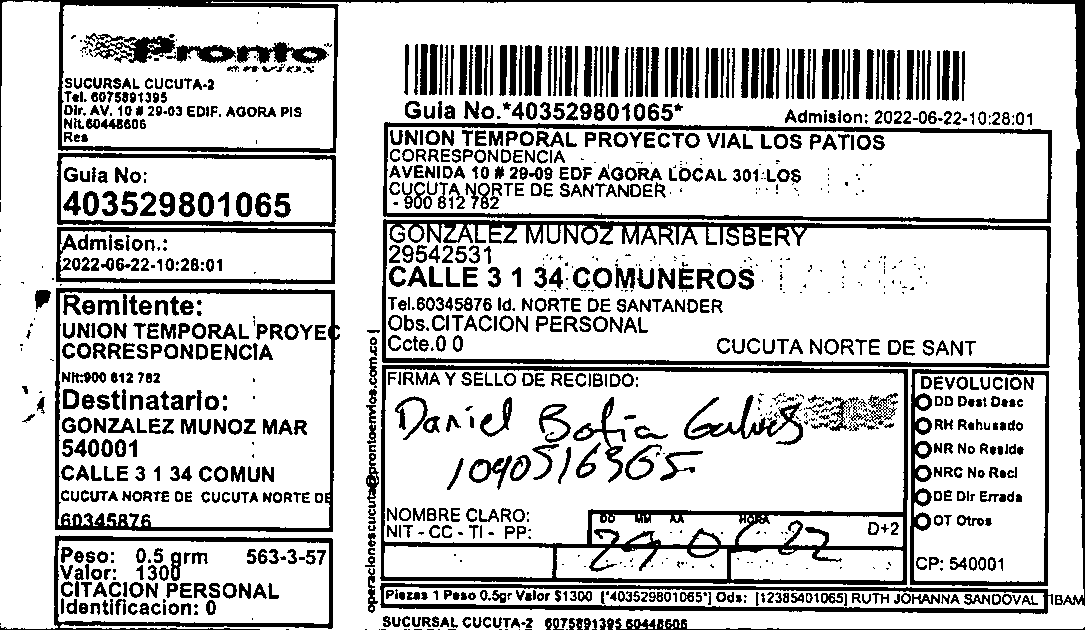 Pronto
envios
SUCURSAL CUCUTA-2
Tel. 6075891395
Dir. AV. 10 # 29-03 EDIF. AGORA PIS
Nit.60448606
Res
Guia No:
403529801065
Admision.:
2022-06-22-10:28:01
Remitente:
UNION TEMPORAL PROYEC
CORRESPONDENCIA
Nit:900 812 782
Destinatario:
GONZALEZ MUNOZ MAR
540001
CALLE 3 1 34 COMUN
CUCUTA NORTE DE CUCUTA NORTE DE
60345876
Peso: 0.5 grm 563-3-57
Valor: 1300
CITACION PERSONAL
Identificacion: 0
Guia No.*403529801065*
Admision: 2022-06-22-10:28:01
UNION TEMPORAL PROYECTO VIAL LOS PATIOS
CORRESPONDENCIA
AVENIDA 10 # 29-09 EDF AGORA LOCAL 301 LOS
CUCUTA NORTE DE SANTANDER
- 900 812 782
GONZALEZ MUNOZ MARIA LISBERY
29542531
CALLE 3 1 34 COMUNEROS
Tel.60345876 Id. NORTE DE SANTANDER
Obs.CITACION PERSONAL
Ccte.0 0 CUCUTA NORTE DE SANT
operacionescucuta@prontoenvios.com.co
FIRMA Y SELLO DE RECIBIDO:
Daniel
1090516365
NOMBRE CLARO:
NIT - CC - TI - PP:
DD MM AA HORA
D+2
29 06 22
DEVOLUCION
DD Dest Desc
RH Rehusado
NR No Reside
NRC No Recl
DE Dir Errada
OT Otros
CP: 540001
Piezas 1 Peso 0.5gr Valor $1300 [*403529801065*] Ods: [12385401065] RUTH JOHANNA SANDOVAL TIBAM
SUCURSAL CUCUTA-2 6075891395 60448606